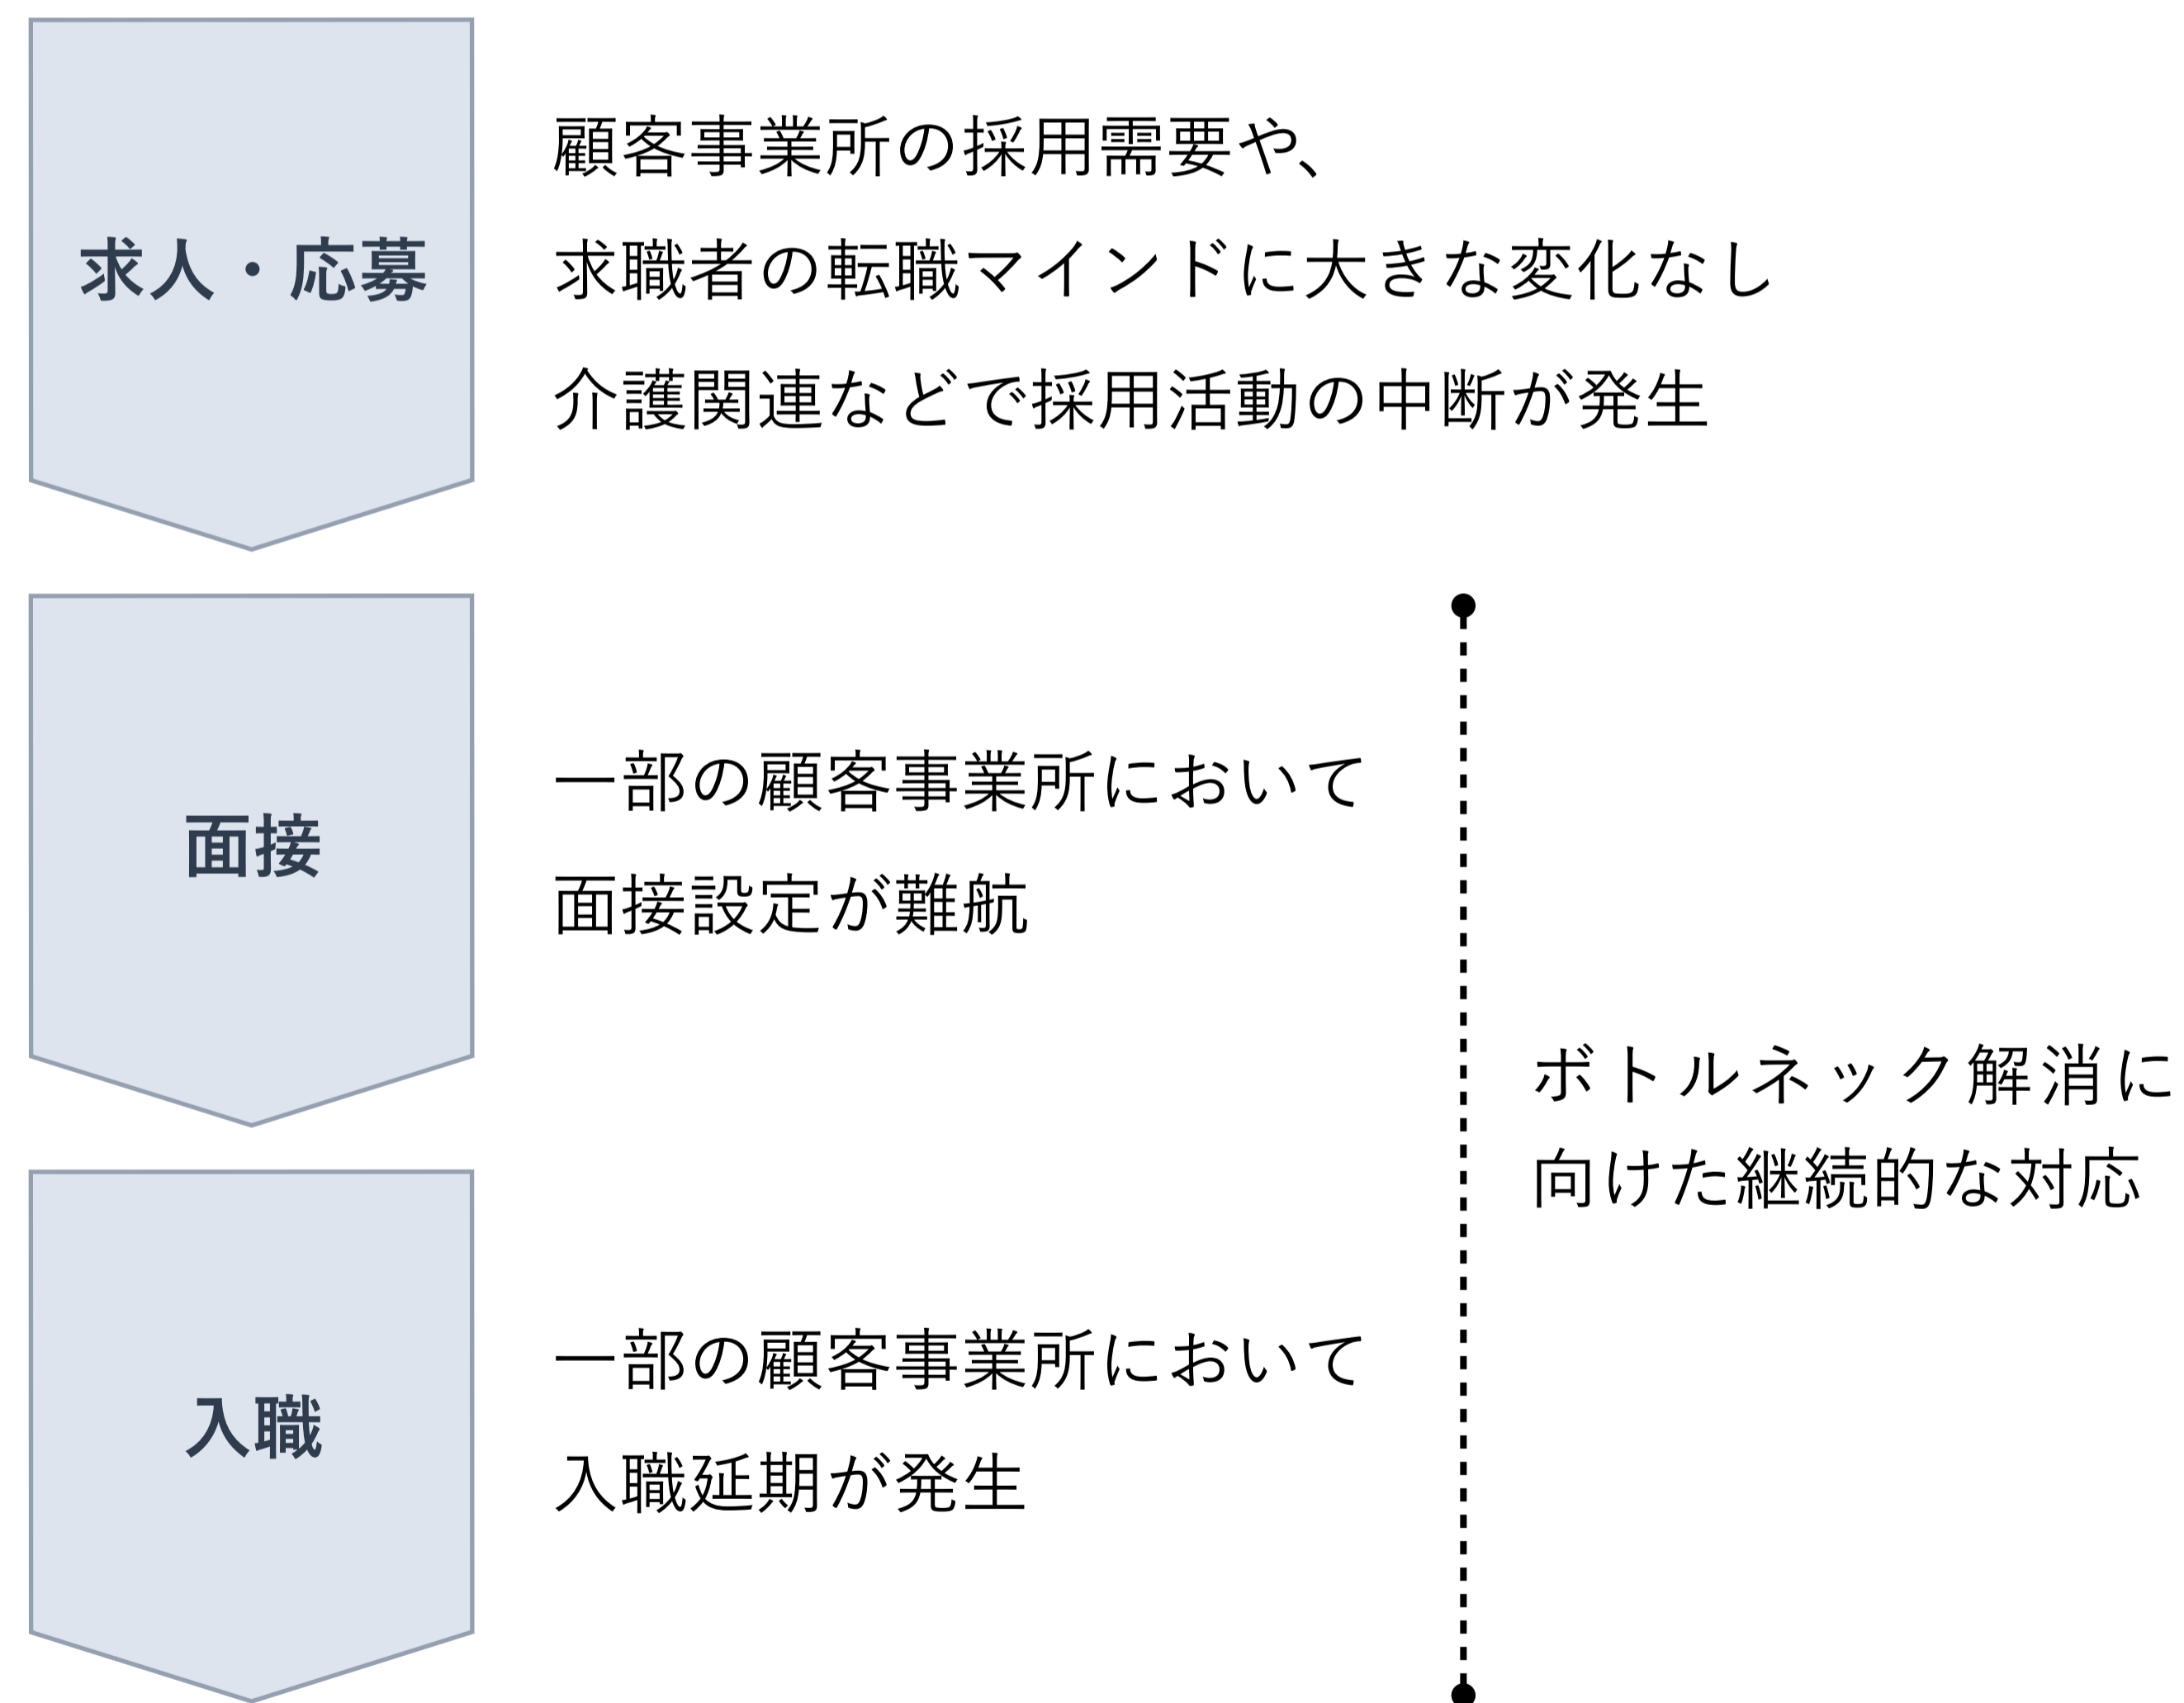 求人・応募
顧客事業所の採用需要や、
求職者の転職マインドに大きな変化なし
介護関連などで採用活動の中断が発生
面接
一部の顧客事業所において
面接設定が難航
ボトルネック解消に
向けた継続的な対応
入職
一部の顧客事業所において
入職延期が発生